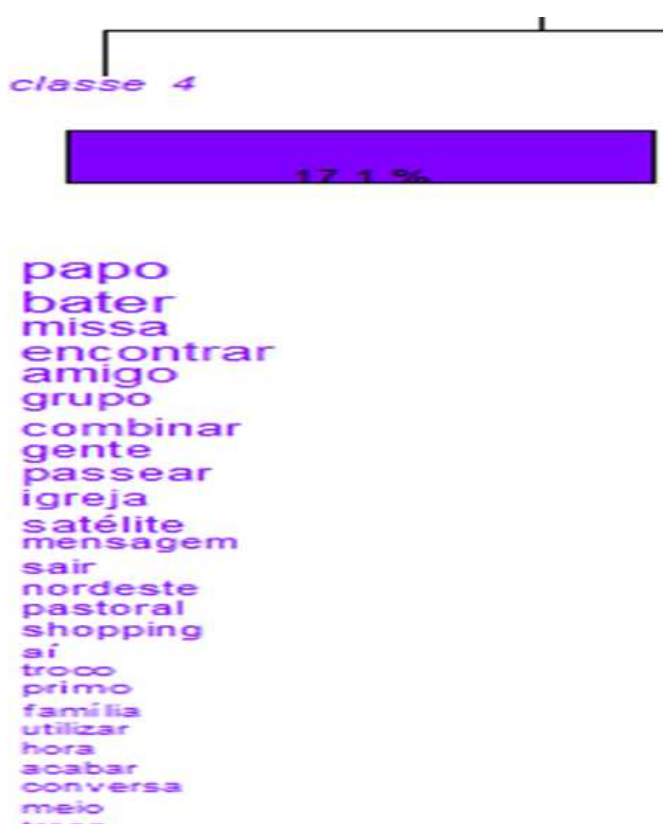 classe 4
17.1 %
papo
bater
missa
encontrar
amigo
grupo
combinar
gente
passear
igreja
satélite
mensagem
sair
nordeste
pastoral
shopping
aí
troco
primo
família
utilizar
hora
acabar
conversa
meio